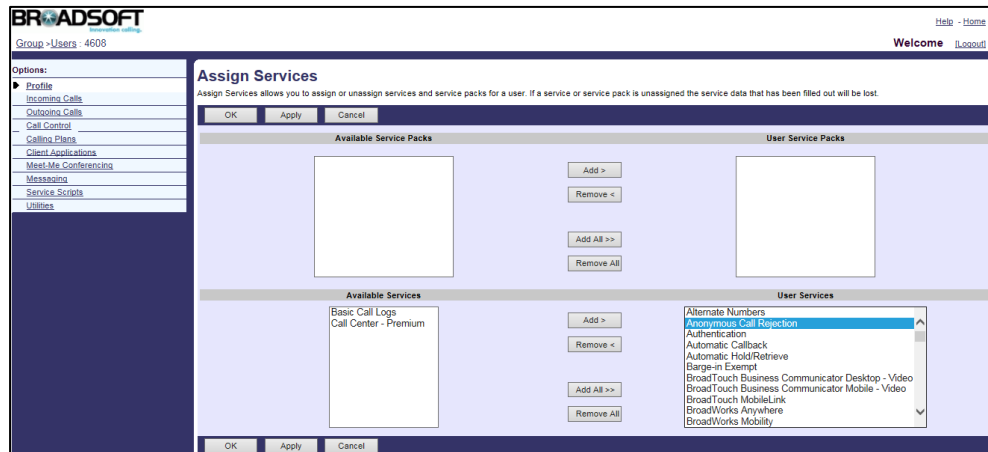 BROADSOFT
innovation calling.
Help - Home
Group >Users : 4608
Welcome [Logout]
Options:
Profile
Incoming Calls
Outgoing Calls
Call Control
Calling Plans
Client Applications
Meet-Me Conferencing
Messaging
Service Scripts
Utilities
Assign Services
Assign Services allows you to assign or unassign services and service packs for a user. If a service or service pack is unassigned the service data that has been filled out will be lost.
OK Apply Cancel
Available Service Packs User Service Packs
Add >
Remove <
Add All >>
Remove All
Available Services User Services
Basic Call Logs
Call Center - Premium
Add >
Remove <
Add All >>
Remove All
Alternate Numbers
Anonymous Call Rejection
Authentication
Automatic Callback
Automatic Hold/Retrieve
Barge-in Exempt
BroadTouch Business Communicator Desktop - Video
BroadTouch Business Communicator Mobile - Video
BroadTouch MobileLink
BroadWorks Anywhere
BroadWorks Mobility
OK Apply Cancel